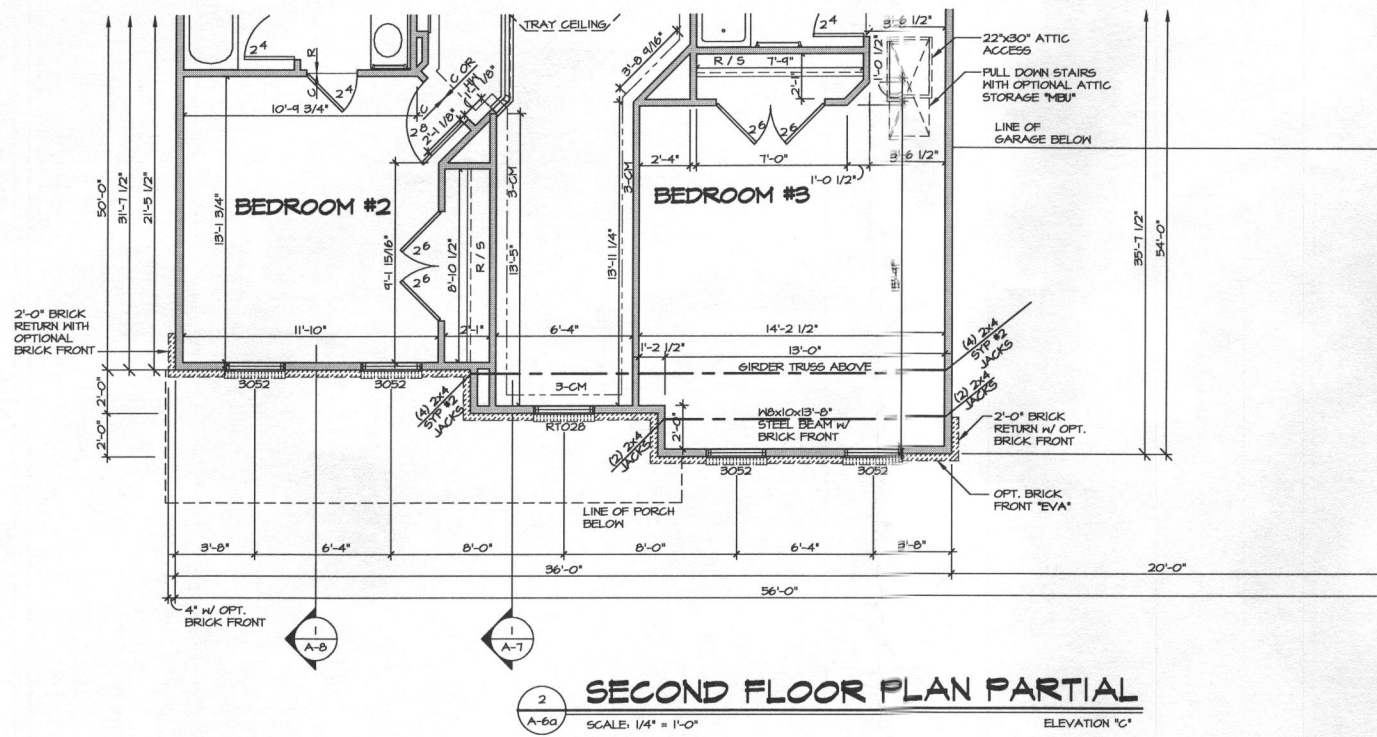 TRAY CEILING
2⁴
3'-6 1/2"
22"x30" ATTIC
ACCESS
2⁴
R
C
2⁴
C OR
1' HW
1'-1 1/8"
3'-8 9/16"
R / S
7'-9"
2'-1"
1'-0 1/2"
PULL DOWN STAIRS
WITH OPTIONAL ATTIC
STORAGE "MBU"
10'-9 3/4"
2⁸
C
2'-1 1/8"
2⁶
2⁶
LINE OF
GARAGE BELOW
2'-4"
7'-0"
3'-6 1/2"
1'-0 1/2"
50'-0"
31'-7 1/2"
21'-5 1/2"
BEDROOM #2
13'-1 3/4"
9'-1 15/16"
2⁶
2⁶
8'-10 1/2"
R / S
3-CM
13'-5"
3-CM
13'-11 1/4"
BEDROOM #3
15'-9"
35'-7 1/2"
54'-0"
2'-0" BRICK
RETURN WITH
OPTIONAL
BRICK FRONT
11'-10"
2'-1"
6'-4"
14'-2 1/2"
1'-2 1/2"
13'-0"
GIRDER TRUSS ABOVE
(4) 2x4
SYP #2
JACKS
3052
3052
3-CM
(4) 2x4
SYP #2
JACKS
2'-0"
2'-0"
RTO28
(2) 2x4
JACKS
2'-0"
W8x10x13'-8"
STEEL BEAM W/
BRICK FRONT
(2) 2x4
JACKS
2'-0" BRICK
RETURN W/ OPT.
BRICK FRONT
3052
3052
OPT. BRICK
FRONT "EVA"
LINE OF PORCH
BELOW
3'-8"
6'-4"
8'-0"
8'-0"
6'-4"
3'-8"
36'-0"
20'-0"
56'-0"
4" W/ OPT.
BRICK FRONT
1
A-8
1
A-7
2
A-6a
SECOND FLOOR PLAN PARTIAL
SCALE: 1/4" = 1'-0"
ELEVATION "C"